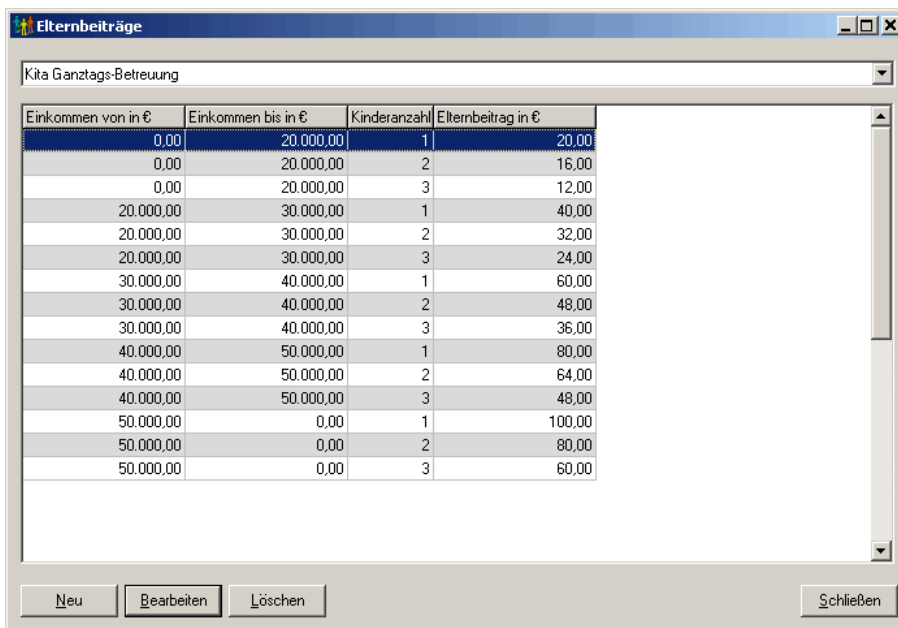 Elternbeiträge
Kita Ganztags-Betreuung
Einkommen von in € Einkommen bis in € Kinderanzahl Elternbeitrag in €
0,00 20.000,00 1 20,00
0,00 20.000,00 2 16,00
0,00 20.000,00 3 12,00
20.000,00 30.000,00 1 40,00
20.000,00 30.000,00 2 32,00
20.000,00 30.000,00 3 24,00
30.000,00 40.000,00 1 60,00
30.000,00 40.000,00 2 48,00
30.000,00 40.000,00 3 36,00
40.000,00 50.000,00 1 80,00
40.000,00 50.000,00 2 64,00
40.000,00 50.000,00 3 48,00
50.000,00 0,00 1 100,00
50.000,00 0,00 2 80,00
50.000,00 0,00 3 60,00
Neu Bearbeiten Löschen Schließen